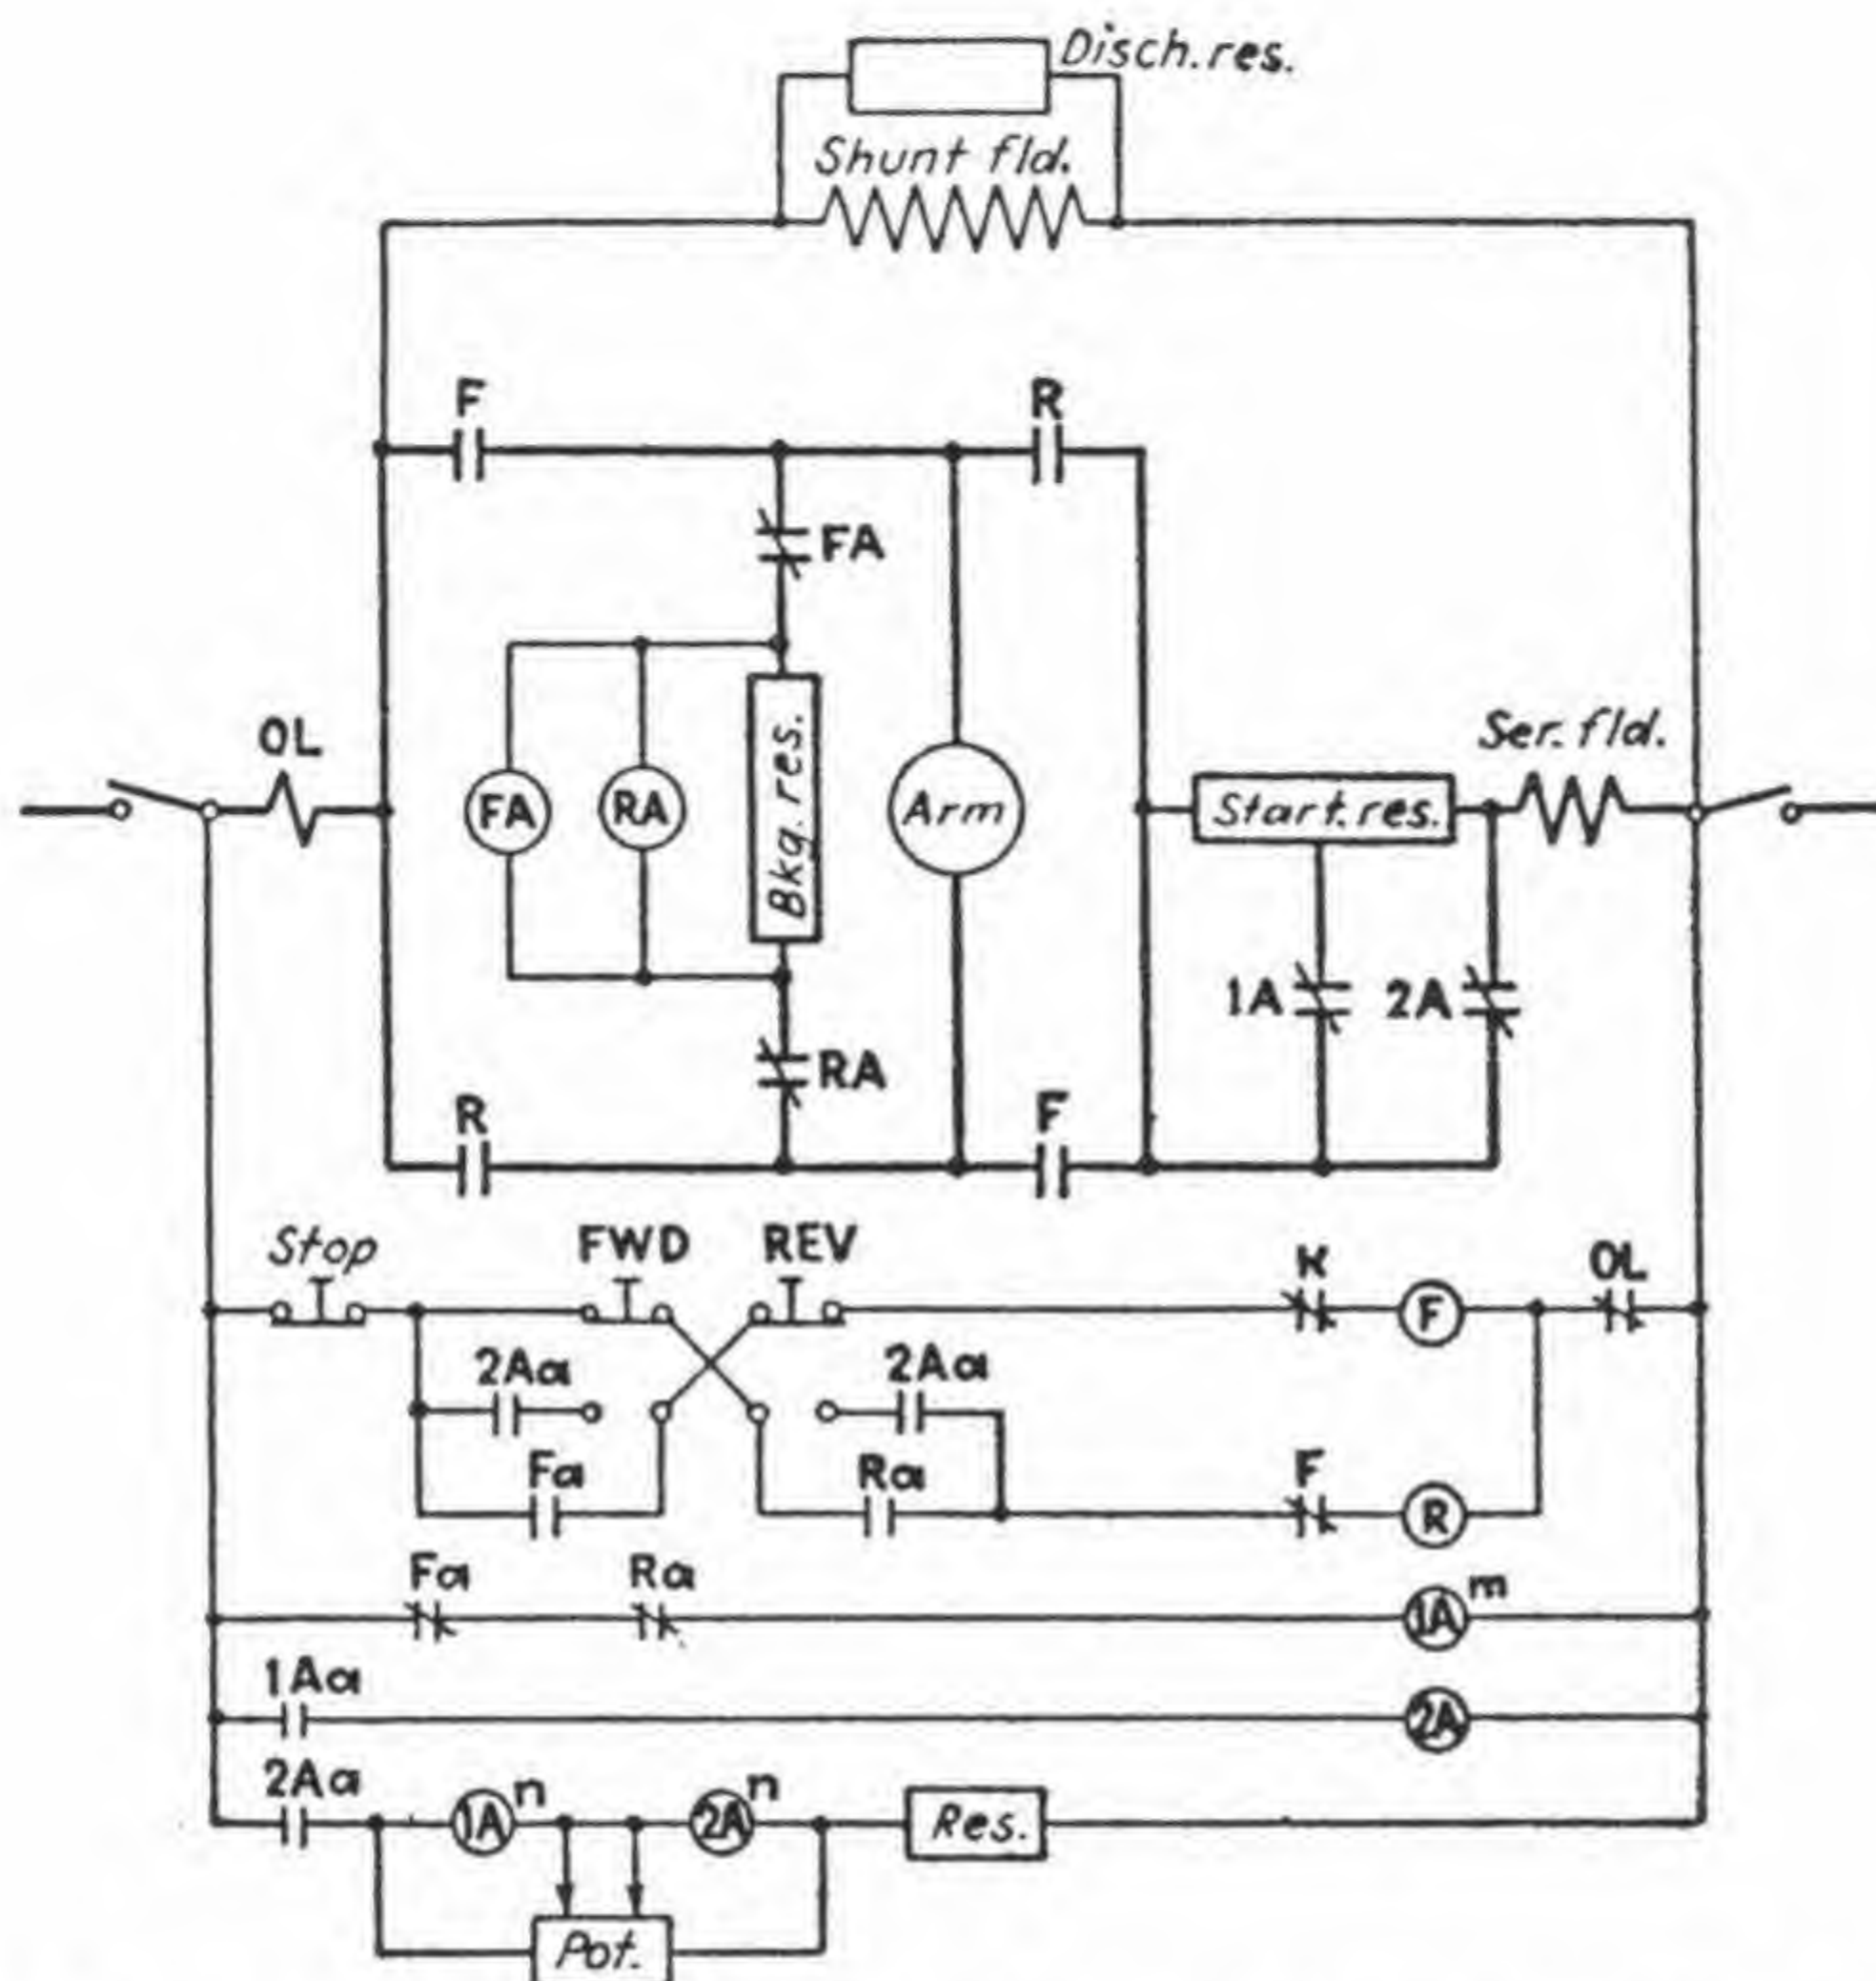 Disch. res.
Shunt fld.
F
R
FA
OL
FA
RA
Bkg. res.
Arm
Start. res.
Ser. fld.
1A
2A
RA
R
F
Stop
FWD
REV
F
OL
2Aa
2Aa
Fa
Ra
F
R
Fa
Ra
1A
m
1Aa
2A
2Aa
1A
n
2A
n
Res.
Pot.